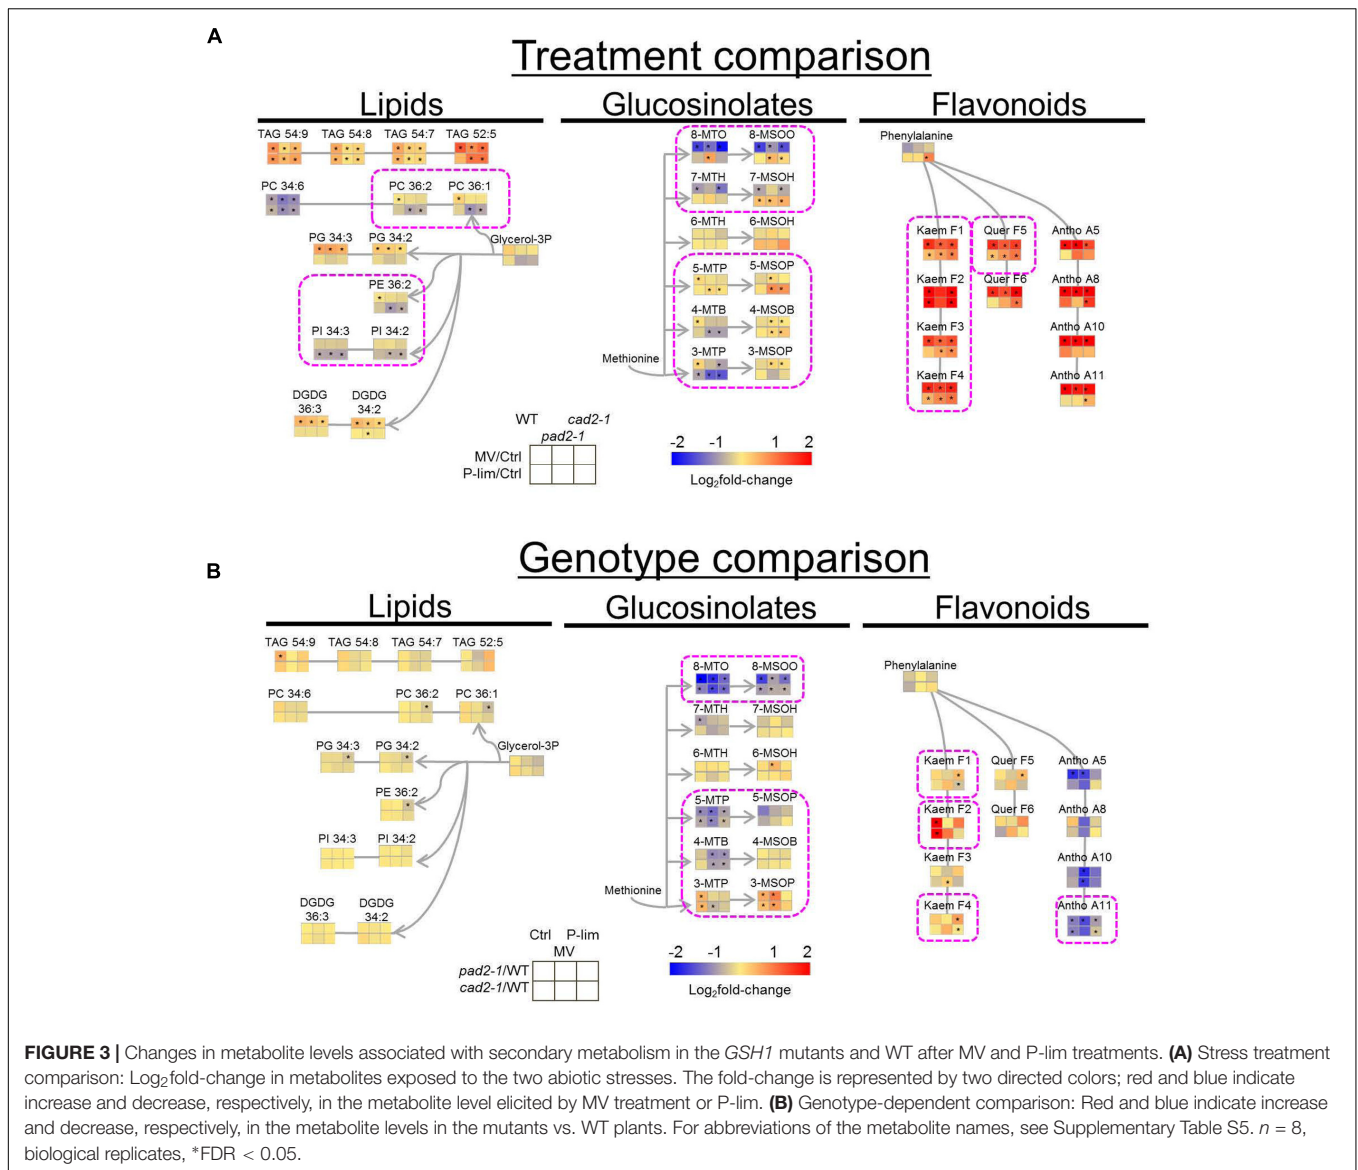 A
Treatment comparison
Lipids Glucosinolates Flavonoids
TAG 54:9 TAG 54:8 TAG 54:7 TAG 52:5
PC 34:6 PC 36:2 PC 36:1
PG 34:3 PG 34:2 Glycerol-3P
PE 36:2
PI 34:3 PI 34:2
DGDG 36:3 DGDG 34:2
8-MTO 8-MSOO
7-MTH 7-MSOH
6-MTH 6-MSOH
5-MTP 5-MSOP
4-MTB 4-MSOB
Methionine 3-MTP 3-MSOP
Phenylalanine
Kaem F1 Quer F5 Antho A5
Kaem F2 Quer F6 Antho A8
Kaem F3 Antho A10
Kaem F4 Antho A11
WT cad2-1
pad2-1
MV/Ctrl
P-lim/Ctrl
-2 -1 1 2
Log2fold-change
B
Genotype comparison
Lipids Glucosinolates Flavonoids
TAG 54:9 TAG 54:8 TAG 54:7 TAG 52:5
PC 34:6 PC 36:2 PC 36:1
PG 34:3 PG 34:2 Glycerol-3P
PE 36:2
PI 34:3 PI 34:2
DGDG 36:3 DGDG 34:2
8-MTO 8-MSOO
7-MTH 7-MSOH
6-MTH 6-MSOH
5-MTP 5-MSOP
4-MTB 4-MSOB
Methionine 3-MTP 3-MSOP
Phenylalanine
Kaem F1 Quer F5 Antho A5
Kaem F2 Quer F6 Antho A8
Kaem F3 Antho A10
Kaem F4 Antho A11
Ctrl P-lim
MV
pad2-1/WT
cad2-1/WT
-2 -1 1 2
Log2fold-change
FIGURE 3 | Changes in metabolite levels associated with secondary metabolism in the GSH1 mutants and WT after MV and P-lim treatments. (A) Stress treatment
comparison: Log2fold-change in metabolites exposed to the two abiotic stresses. The fold-change is represented by two directed colors; red and blue indicate
increase and decrease, respectively, in the metabolite level elicited by MV treatment or P-lim. (B) Genotype-dependent comparison: Red and blue indicate increase
and decrease, respectively, in the metabolite levels in the mutants vs. WT plants. For abbreviations of the metabolite names, see Supplementary Table S5. n = 8,
biological replicates, *FDR < 0.05.